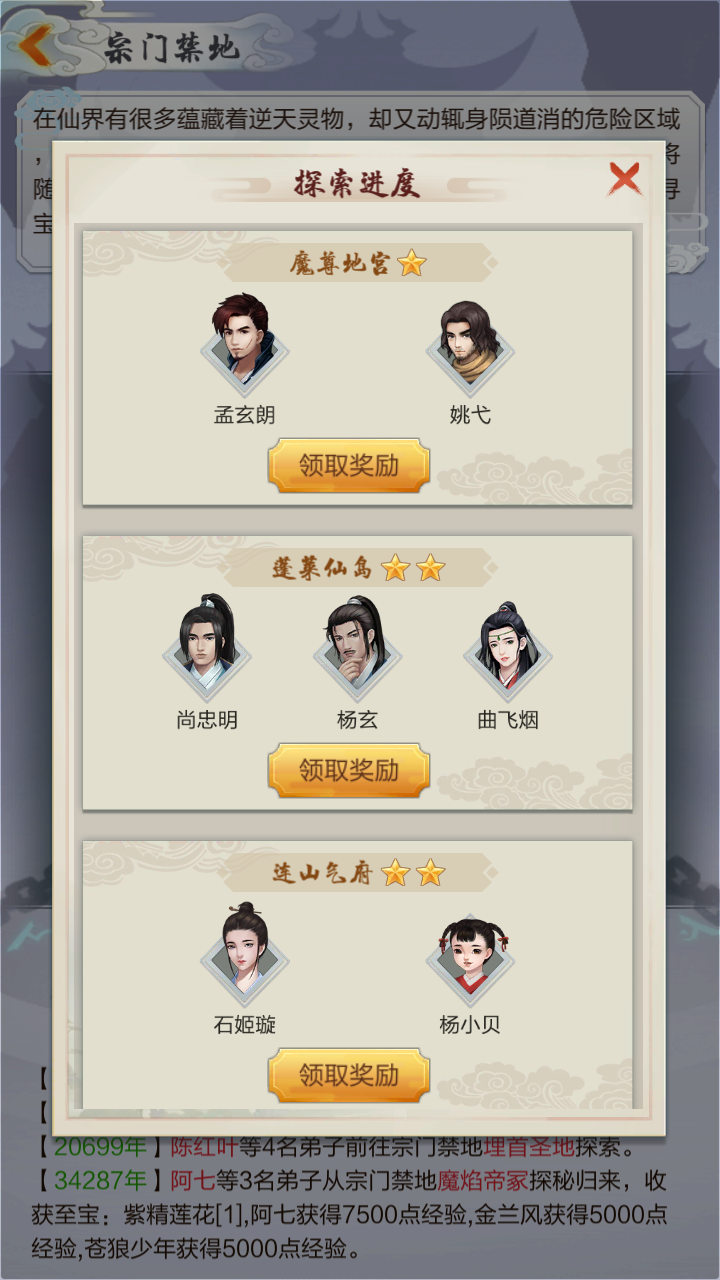 宗门禁地
在仙界有很多蕴藏着逆天灵物，却又动辄身陨道消的危险区域
，
将
随
寻
宝
探索进度
魔尊地宫
孟玄朗 姚弋
领取奖励
蓬莱仙岛
尚忠明 杨玄 曲飞烟
领取奖励
连山气府
石姬璇 杨小贝
领取奖励
【
【
【20699年】陈红叶等4名弟子前往宗门禁地埋首圣地探索。
【34287年】阿七等3名弟子从宗门禁地魔焰帝冢探秘归来，收
获至宝：紫精莲花[1],阿七获得7500点经验,金兰风获得5000点
经验,苍狼少年获得5000点经验。